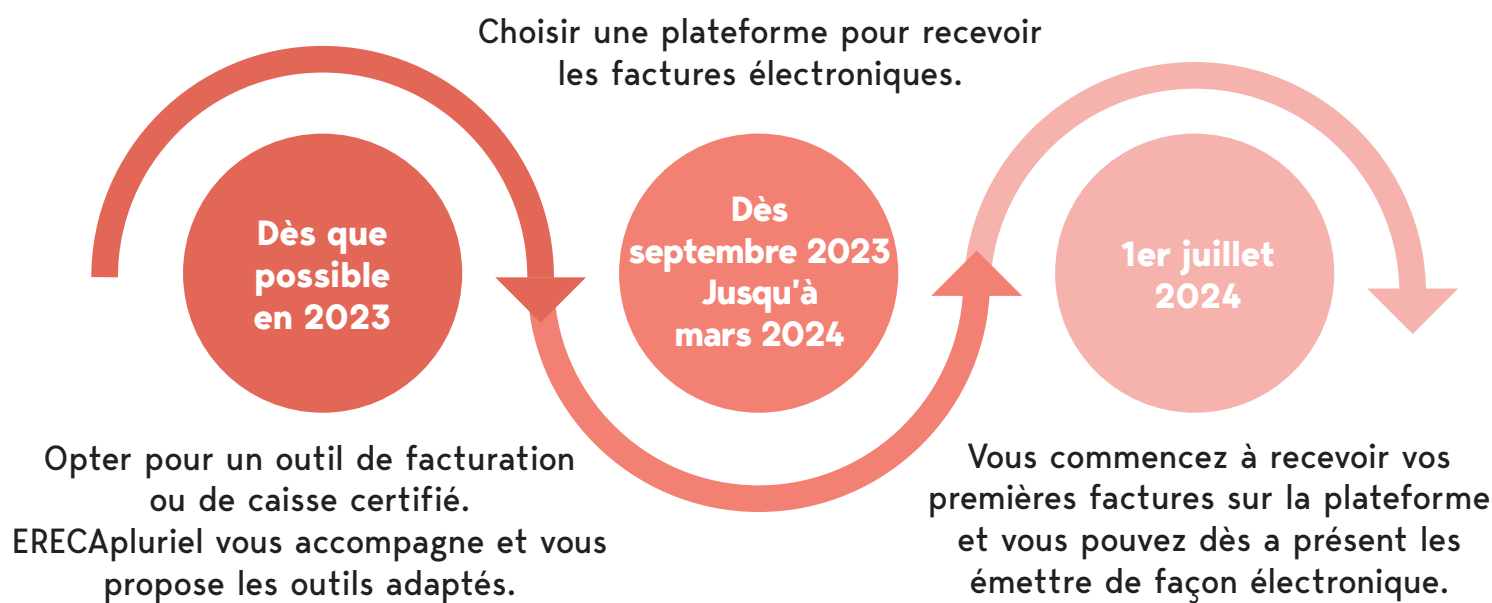 Choisir une plateforme pour recevoir
les factures électroniques.
Dès que
possible
en 2023
Dès
septembre 2023
Jusqu'à
mars 2024
1er juillet
2024
Opter pour un outil de facturation
ou de caisse certifié.
ERECApluriel vous accompagne et vous
propose les outils adaptés.
Vous commencez à recevoir vos
premières factures sur la plateforme
et vous pouvez dès a présent les
émettre de façon électronique.